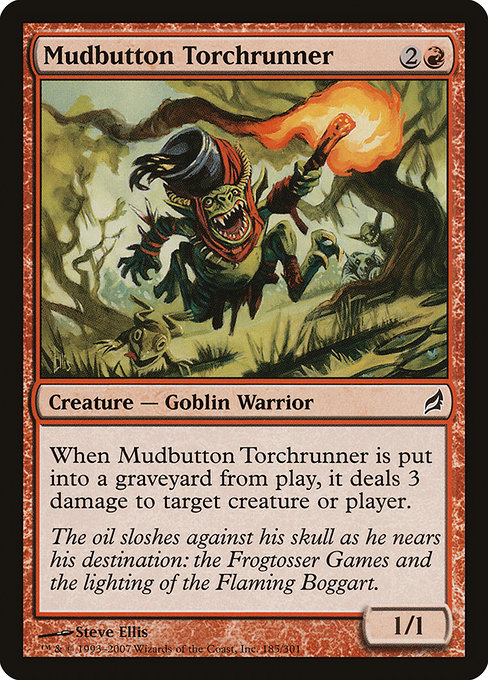 Mudbutton Torchrunner 2
Ellis
Creature — Goblin Warrior
When Mudbutton Torchrunner is put
into a graveyard from play, it deals 3
damage to target creature or player.
The oil sloshes against his skull as he nears
his destination: the Frogtosser Games and
the lighting of the Flaming Boggart.
1/1
Steve Ellis
™ & © 1993–2007 Wizards of the Coast, Inc. 185/301